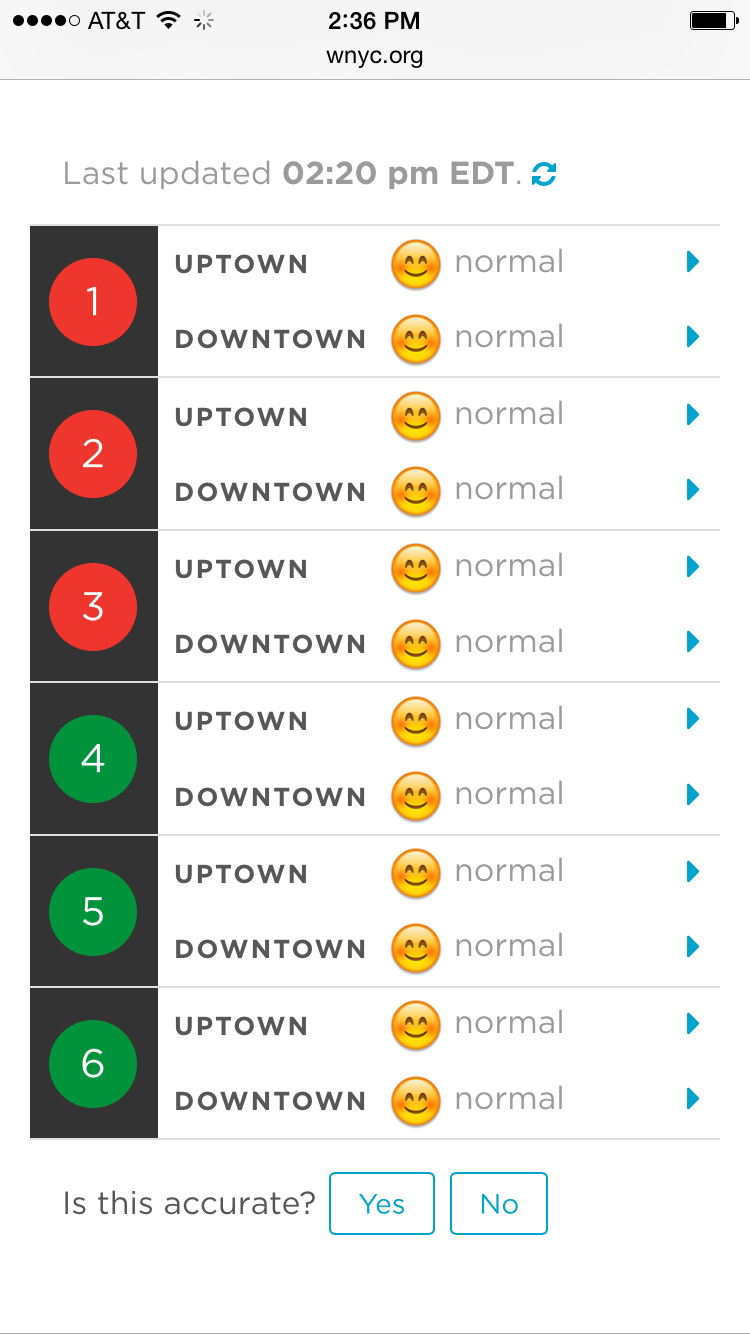 AT&T 2:36 PM
wnyc.org
Last updated 02:20 pm EDT.
1 UPTOWN normal
DOWNTOWN normal
2 UPTOWN normal
DOWNTOWN normal
3 UPTOWN normal
DOWNTOWN normal
4 UPTOWN normal
DOWNTOWN normal
5 UPTOWN normal
DOWNTOWN normal
6 UPTOWN normal
DOWNTOWN normal
Is this accurate? Yes No